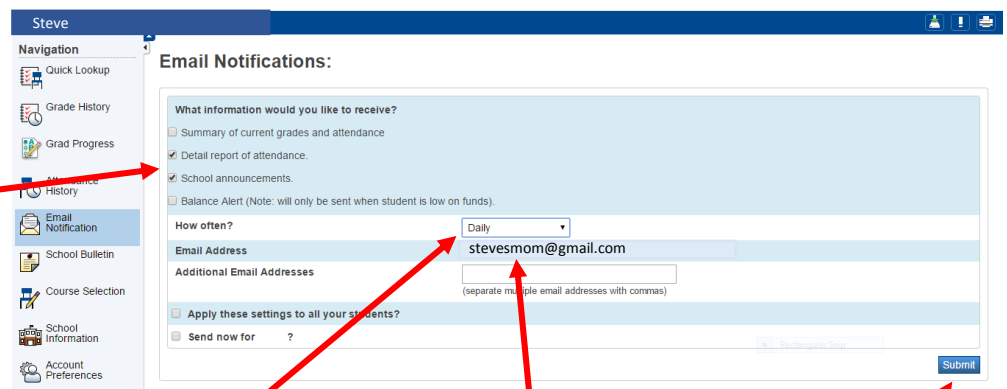 Steve
Navigation
Quick Lookup
Grade History
Grad Progress
Attendance
History
Email
Notification
School Bulletin
Course Selection
School
Information
Account
Preferences
Email Notifications:
What information would you like to receive?
Summary of current grades and attendance
Detail report of attendance.
School announcements.
Balance Alert (Note: will only be sent when student is low on funds).
How often?
Daily
Email Address
stevesmom@gmail.com
Additional Email Addresses
(separate multiple email addresses with commas)
Apply these settings to all your students?
Send now for ?
Rectangular Snip
Submit